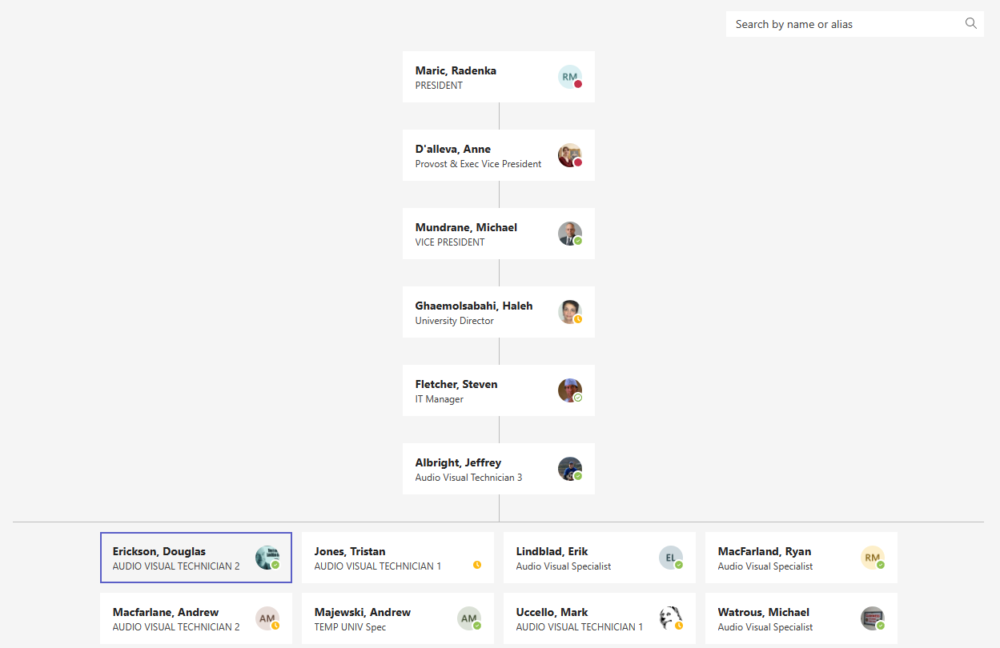 Search by name or alias
Maric, Radenka
PRESIDENT
RM
D'alleva, Anne
Provost & Exec Vice President
Mundrane, Michael
VICE PRESIDENT
Ghaemolsabahi, Haleh
University Director
Fletcher, Steven
IT Manager
Albright, Jeffrey
Audio Visual Technician 3
Erickson, Douglas
AUDIO VISUAL TECHNICIAN 2
Jones, Tristan
AUDIO VISUAL TECHNICIAN 1
Lindblad, Erik
Audio Visual Specialist
EL
MacFarland, Ryan
Audio Visual Specialist
RM
Macfarlane, Andrew
AUDIO VISUAL TECHNICIAN 2
AM
Majewski, Andrew
TEMP UNIV Spec
AM
Uccello, Mark
AUDIO VISUAL TECHNICIAN 1
Watrous, Michael
Audio Visual Specialist